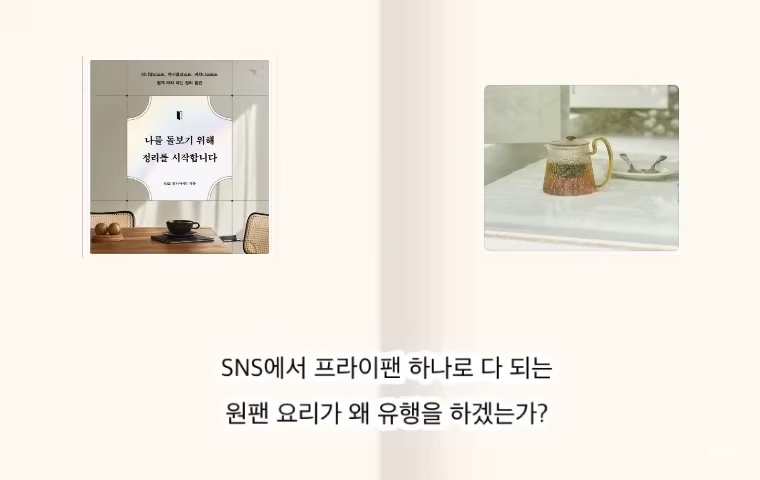 나를 돌보기 위해
정리를 시작합니다
SNS에서 프라이팬 하나로 다 되는
원팬 요리가 왜 유행을 하겠는가?